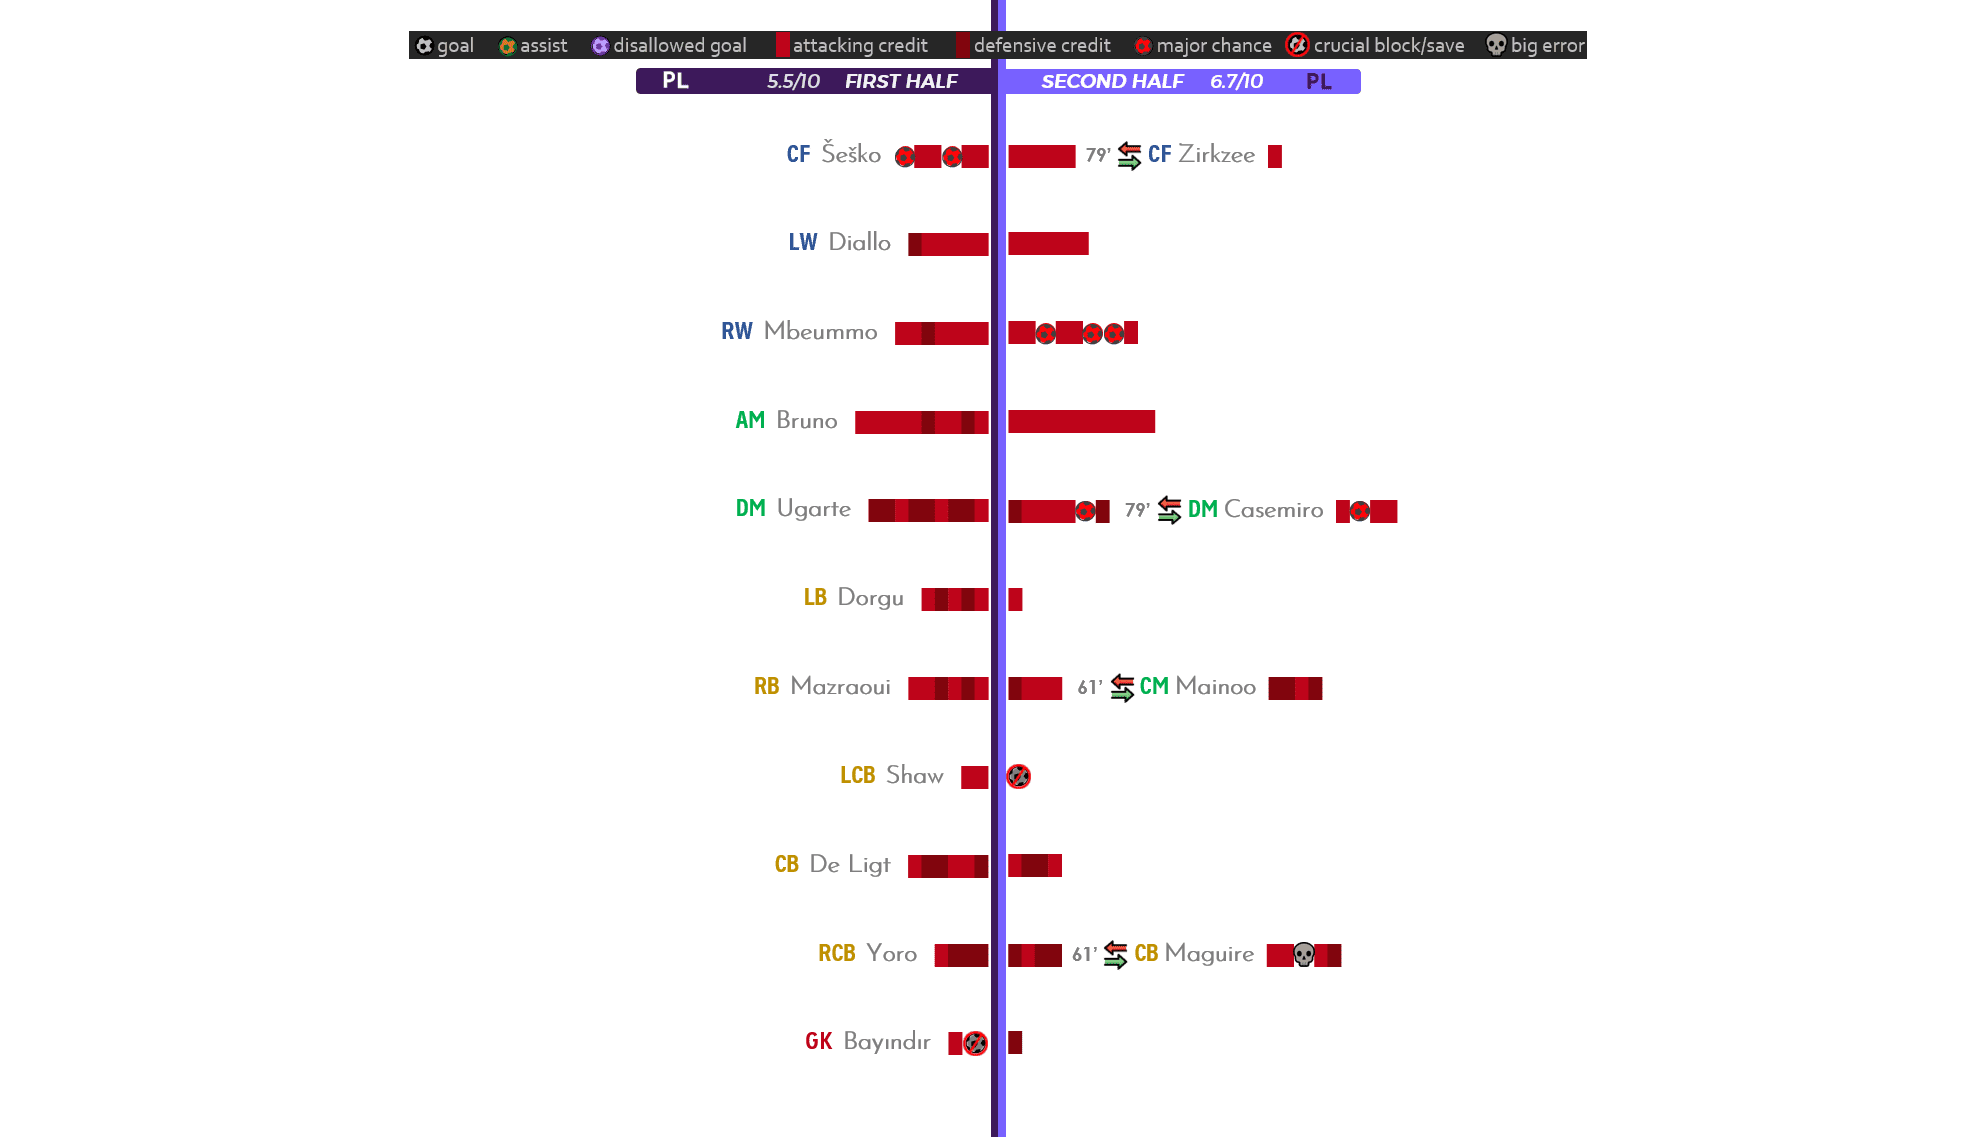 goal assist disallowed goal attacking credit defensive credit major chance crucial block/save big error
PL 5.5/10 FIRST HALF SECOND HALF 6.7/10 PL
CF Šeško 79’ CF Zirkzee
LW Diallo
RW Mbeummo
AM Bruno
DM Ugarte 79’ DM Casemiro
LB Dorgu
RB Mazraoui 61’ CM Mainoo
LCB Shaw
CB De Ligt
RCB Yoro 61’ CB Maguire
GK Bayındır